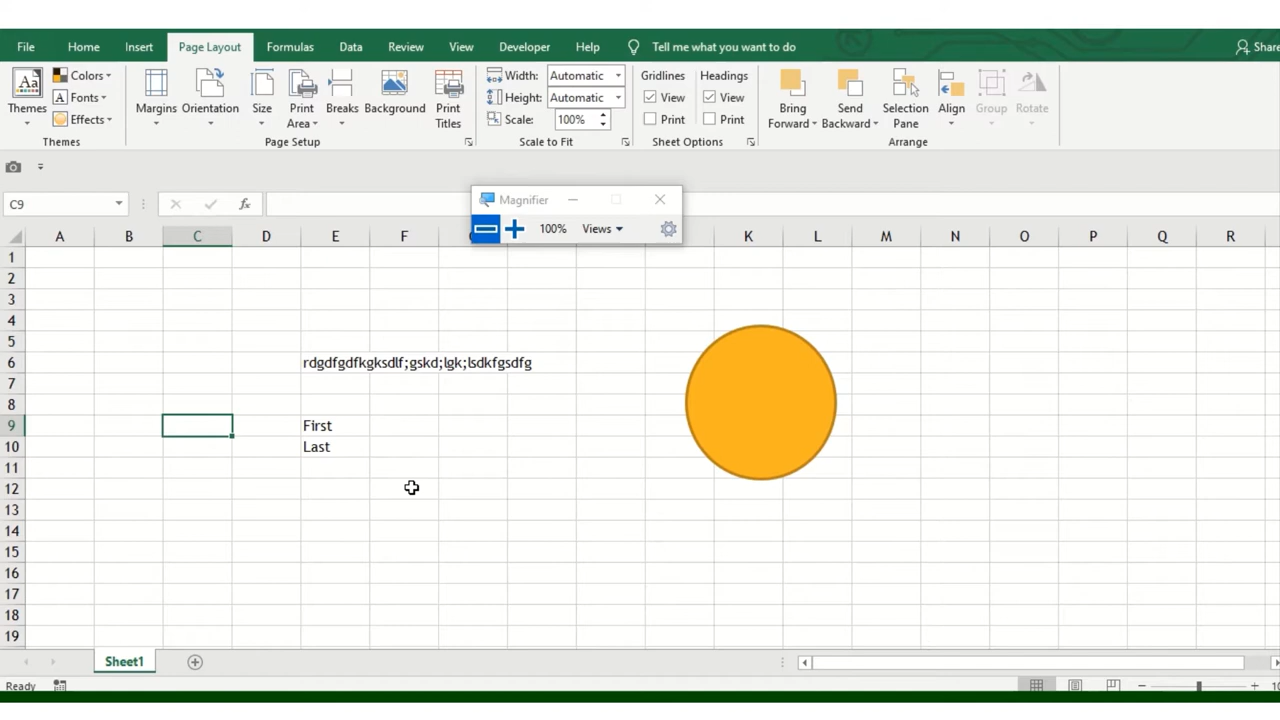 File Home Insert Page Layout Formulas Data Review View Developer Help Tell me what you want to do Share
Aa Colors Width: Automatic Gridlines Headings
Fonts Height: Automatic View View
Themes Effects Margins Orientation Size Print Area Breaks Background Print Titles Scale: 100% Print Print Bring Forward Send Backward Selection Pane Align Group Rotate
Themes Page Setup Scale to Fit Sheet Options Arrange
Magnifier
C9 fx
100% Views
A B C D E F K L M N O P Q R
1
2
3
4
5
6 rdgdfgdfkgksdlf;gskd;lgk;lsdkfgsdfg
7
8
9 First
10 Last
11
12
13
14
15
16
17
18
19
Sheet1
Ready